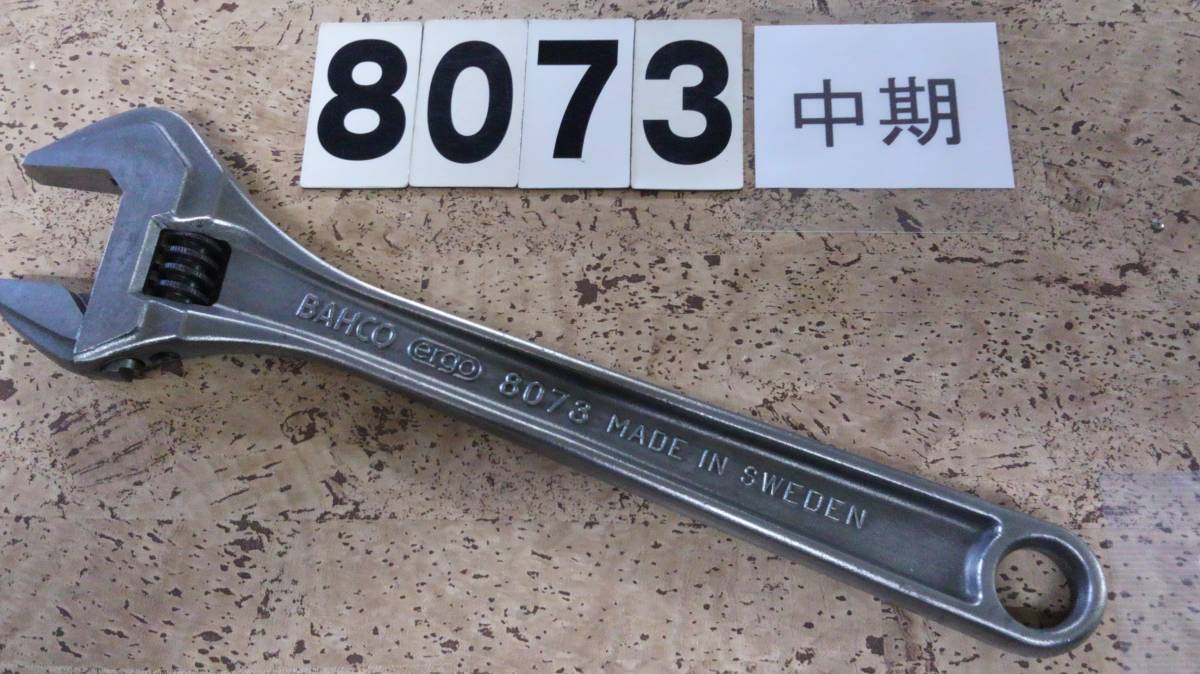 8073 中期
BAHCO ergo 8073 MADE IN SWEDEN